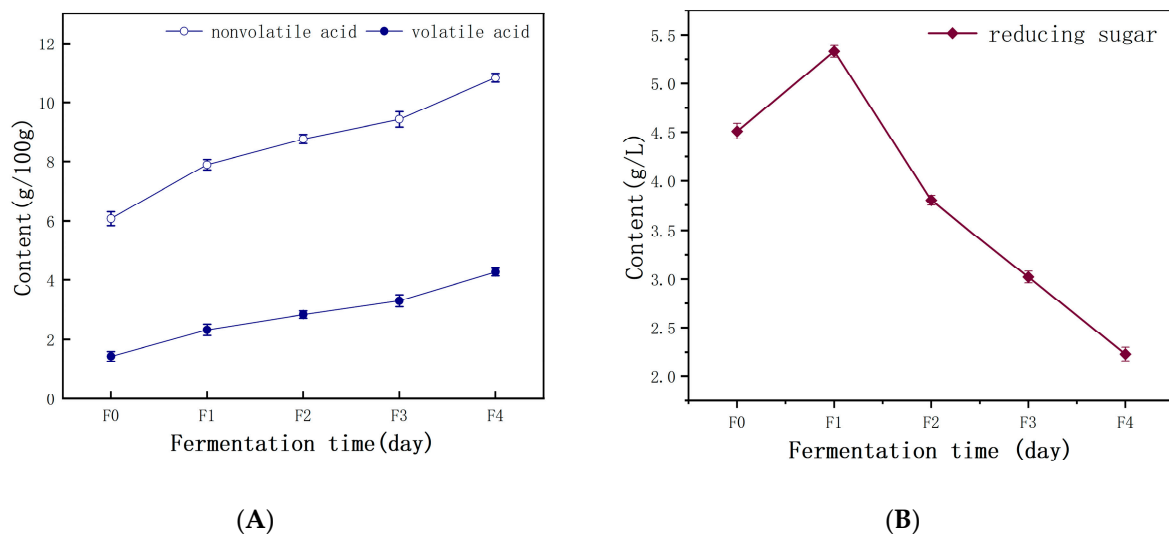 nonvolatile acid
volatile acid
12
10
8
6
4
2
0
Content(g/100g)
F0
F1
F2
F3
F4
Fermentation time(day)
(A)
reducing sugar
5.5
5.0
4.5
4.0
3.5
3.0
2.5
2.0
Content(g/L)
F0
F1
F2
F3
F4
Fermentation time (day)
(B)